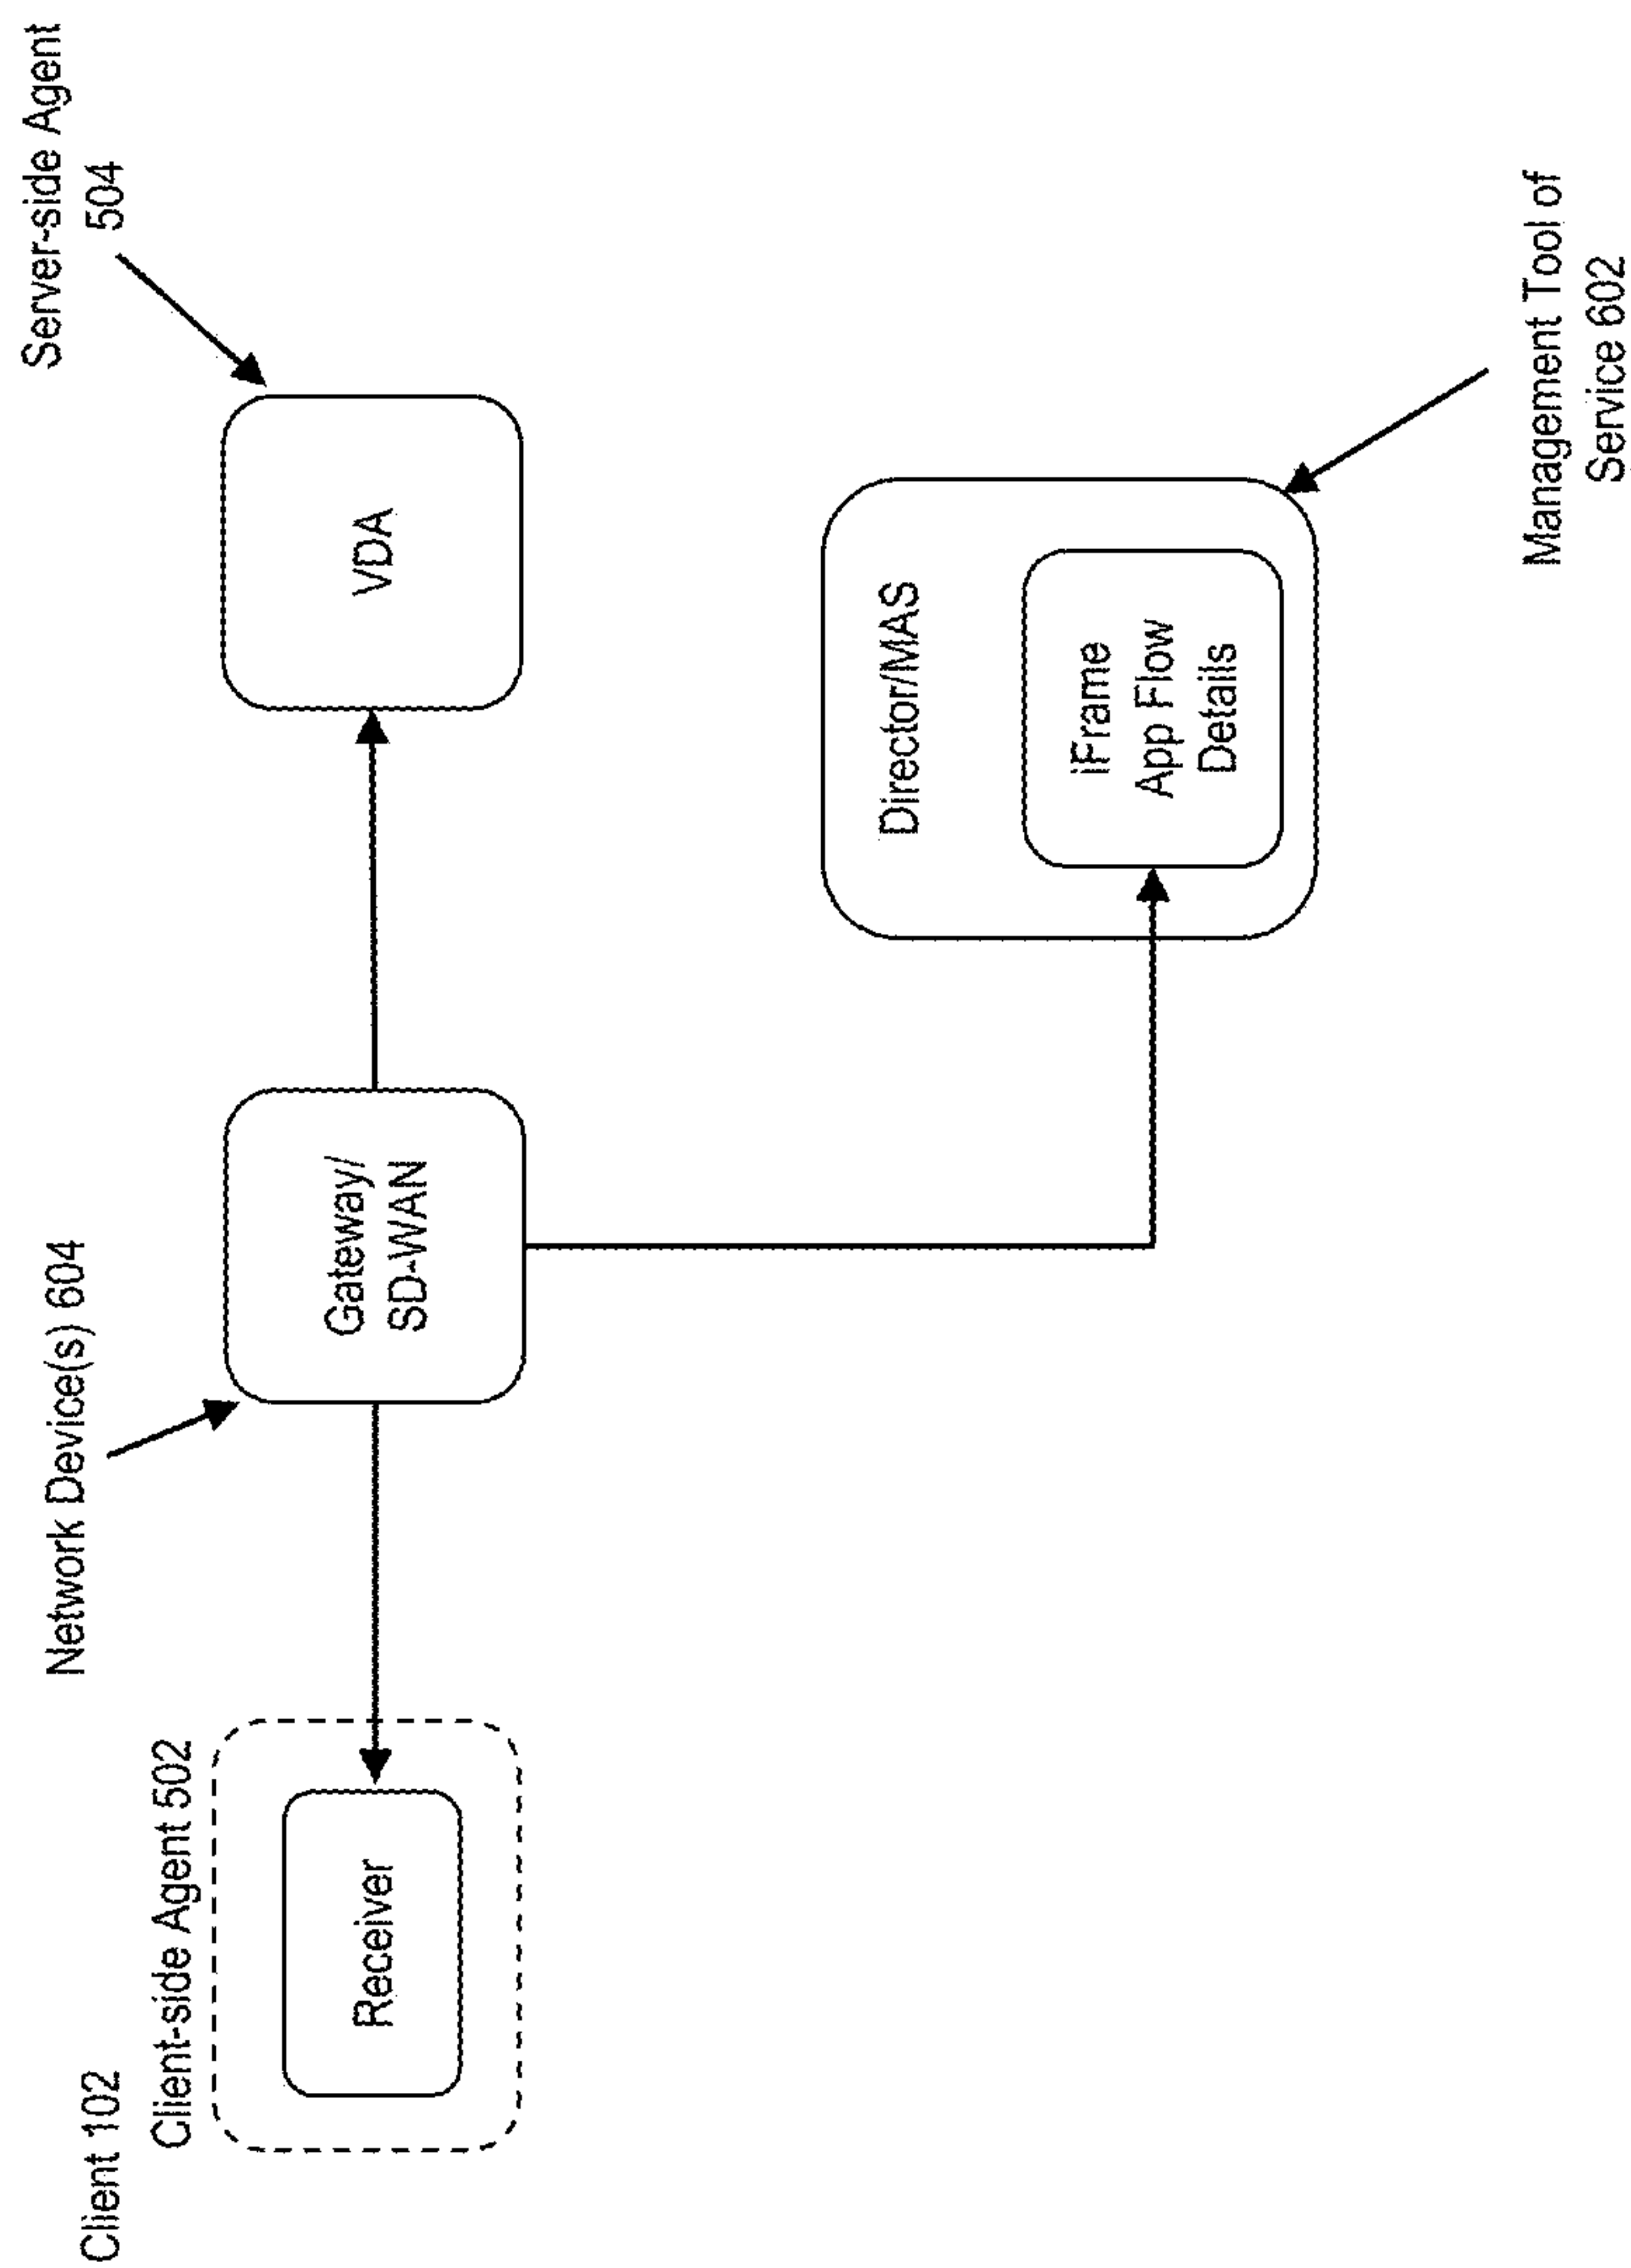 Client 102
Client-side Agent 502
Receiver
Network Device(s) 604
Gateway/
SD-WAN
Server-side Agent
504
VDA
Director/MAS
iFrame
App Flow
Details
Management Tool of
Service 602